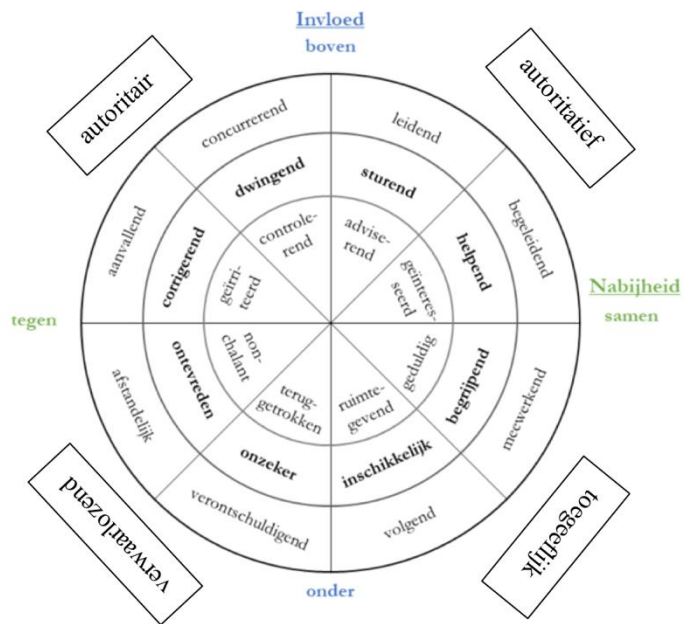 Invloed
boven
autoritair
autoritatief
concurrerend
leidend
dwingend
sturend
aanvallend
begeleidend
corrigerend
helpend
controle-
rend
advise-
rend
geïrri-
teerd
geïnteres-
seerd
tegen
Nabijheid
samen
non-
chalant
geduldig
terug-
getrokken
ruimte-
gevend
ontevreden
begrijpend
afstandelijk
meewerkend
onzeker
inschikkelijk
verontschuldigend
volgend
verwaarlozend
toegeeflijk
onder